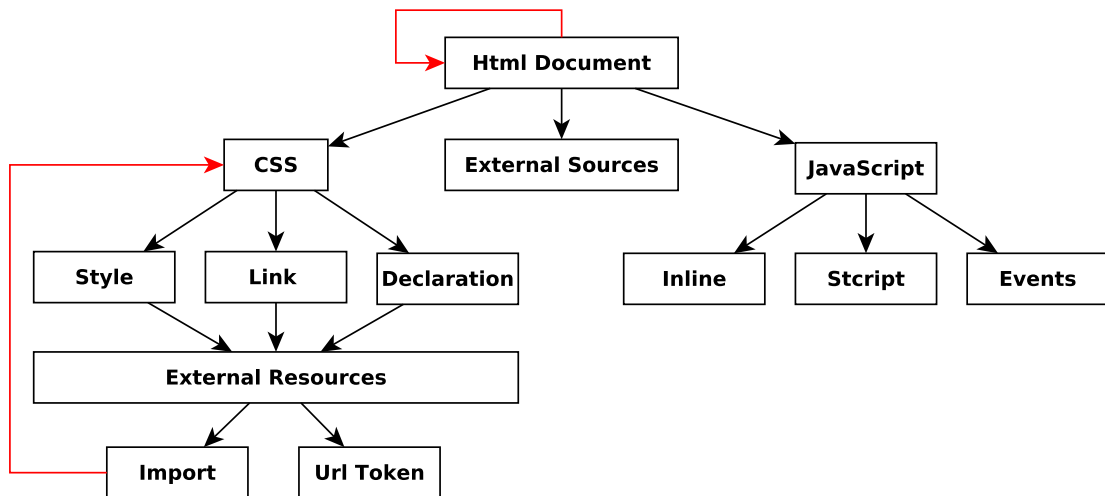 Html Document
CSS
External Sources
JavaScript
Style
Link
Declaration
Inline
Stcript
Events
External Resources
Import
Url Token